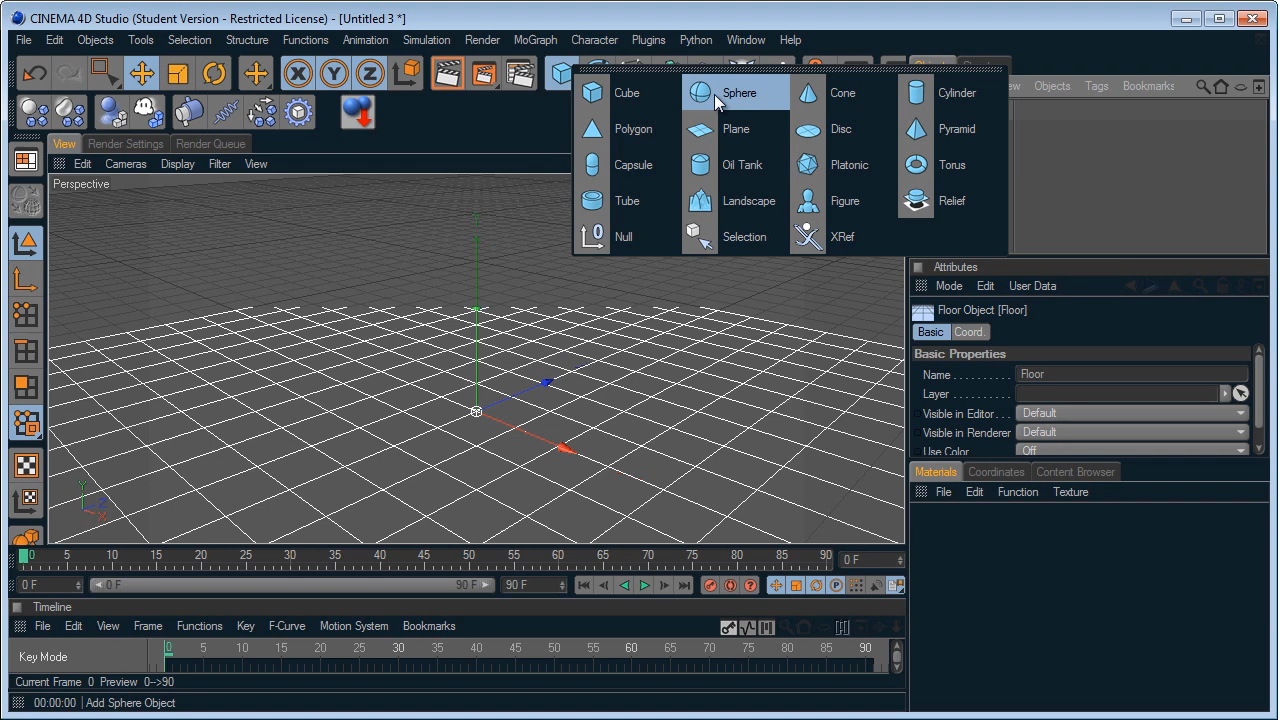 CINEMA 4D Studio (Student Version - Restricted License) - [Untitled 3 *]
File Edit Objects Tools Selection Structure Functions Animation Simulation Render MoGraph Character Plugins Python Window Help
X Y Z
Objects
Objects Tags Bookmarks
Cube Sphere Cone Cylinder
Polygon Plane Disc Pyramid
Capsule Oil Tank Platonic Torus
Tube Landscape Figure Relief
0 Null Selection XRef
View Render Settings Render Queue
Edit Cameras Display Filter View
Perspective
Y
Y
Z
X
Attributes
Mode Edit User Data
Floor Object [Floor]
Basic Coord.
Basic Properties
Name . . . . . . . . . . Floor
Layer . . . . . . . . . .
Visible in Editor . . . Default
Visible in Renderer Default
Use Color Off
Materials Coordinates Content Browser
File Edit Function Texture
0 5 10 15 20 25 30 35 40 45 50 55 60 65 70 75 80 85 90 0 F
0 F 0 F 90 F 90 F ? P
Timeline
File Edit View Frame Functions Key F-Curve Motion System Bookmarks
Key Mode 0 5 10 15 20 25 30 35 40 45 50 55 60 65 70 75 80 85 90
Current Frame 0 Preview 0-->90
00:00:00 Add Sphere Object